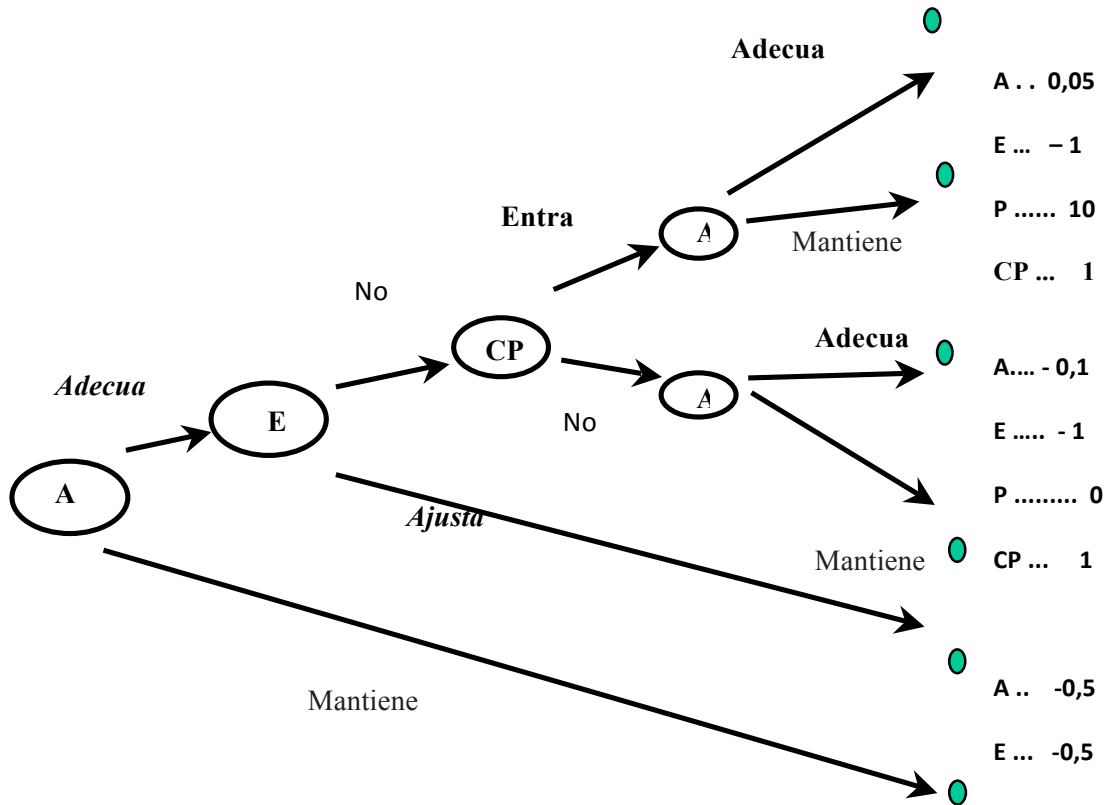 Adecua
A . . 0,05
E ... – 1
Entra
A
Mantiene
P ...... 10
CP ... 1
No
CP
Adecua
A.... - 0,1
Adecua
A
No
E
E ..... - 1
A
P ......... 0
Ajusta
Mantiene
CP ... 1
Mantiene
A .. -0,5
E ... -0,5